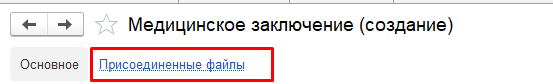 Медицинское заключение (создание)
Основное Присоединенные файлы